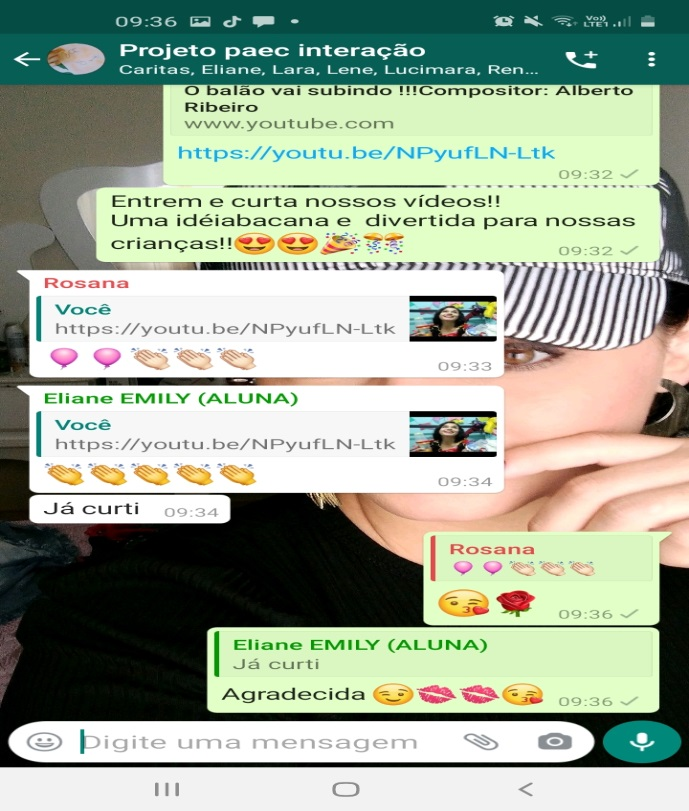 09:36
Vo)) LTE1
Projeto paec interação
Caritas, Eliane, Lara, Lene, Lucimara, Ren...
O balão vai subindo !!!Compositor: Alberto
Ribeiro
www.youtube.com
https://youtu.be/NPyufLN-Ltk
09:32
Entrem e curta nossos vídeos!!
Uma idéiabacana e divertida para nossas
crianças!!😍😍🎉🎊
09:32
Rosana
Você
https://youtu.be/NPyufLN-Ltk
🎈🎈👏🏻👏🏻👏🏻
09:33
Eliane EMILY (ALUNA)
Você
https://youtu.be/NPyufLN-Ltk
👏👏👏👏👏
09:34
Já curti 09:34
Rosana
🎈🎈👏🏻👏🏻👏🏻
😘🌹 09:36
Eliane EMILY (ALUNA)
Já curti
Agradecida 😉💋💋😘 09:36
Digite uma mensagem